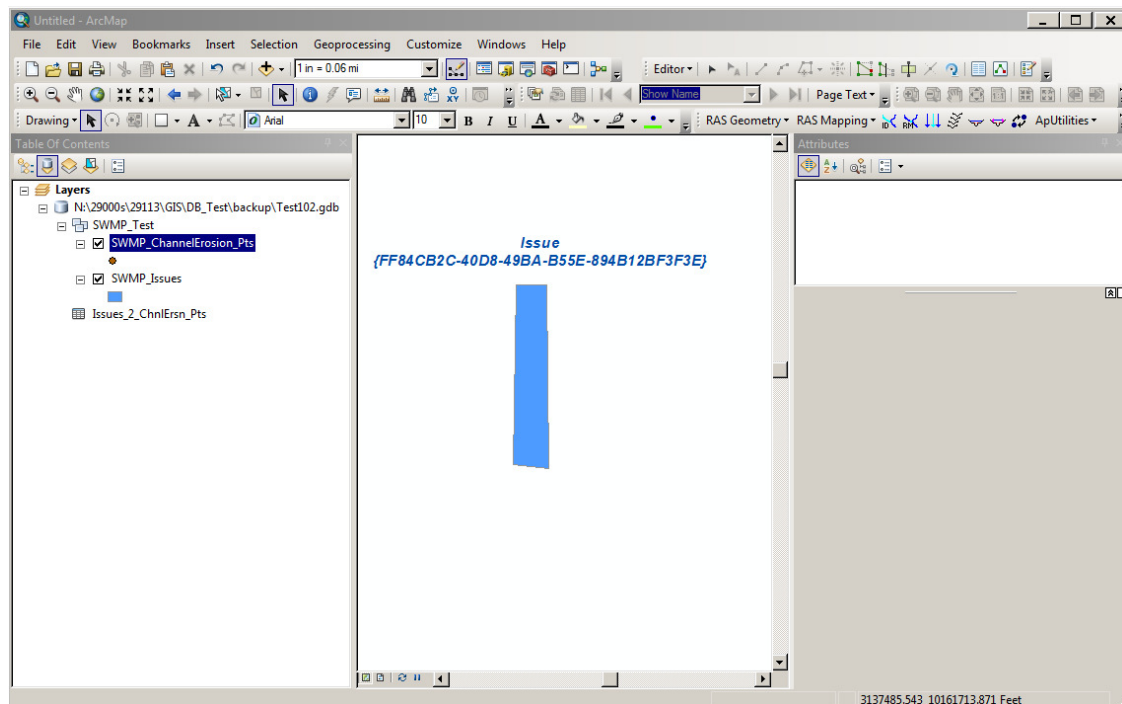 Untitled - ArcMap
File Edit View Bookmarks Insert Selection Geoprocessing Customize Windows Help
1 in = 0.06 mi
Editor
Show Name
Page Text
Drawing
A
Arial
10
B I U A
RAS Geometry
RAS Mapping
ApUtilities
Table Of Contents
Layers
N:\29000s\29113\GIS\DB_Test\backup\Test102.gdb
SWMP_Test
SWMP_ChannelErosion_Pts
SWMP_Issues
Issues_2_ChnlErsn_Pts
Issue
{FF84CB2C-40D8-49BA-B55E-894B12BF3F3E}
Attributes
3137485.543 10161713.871 Feet